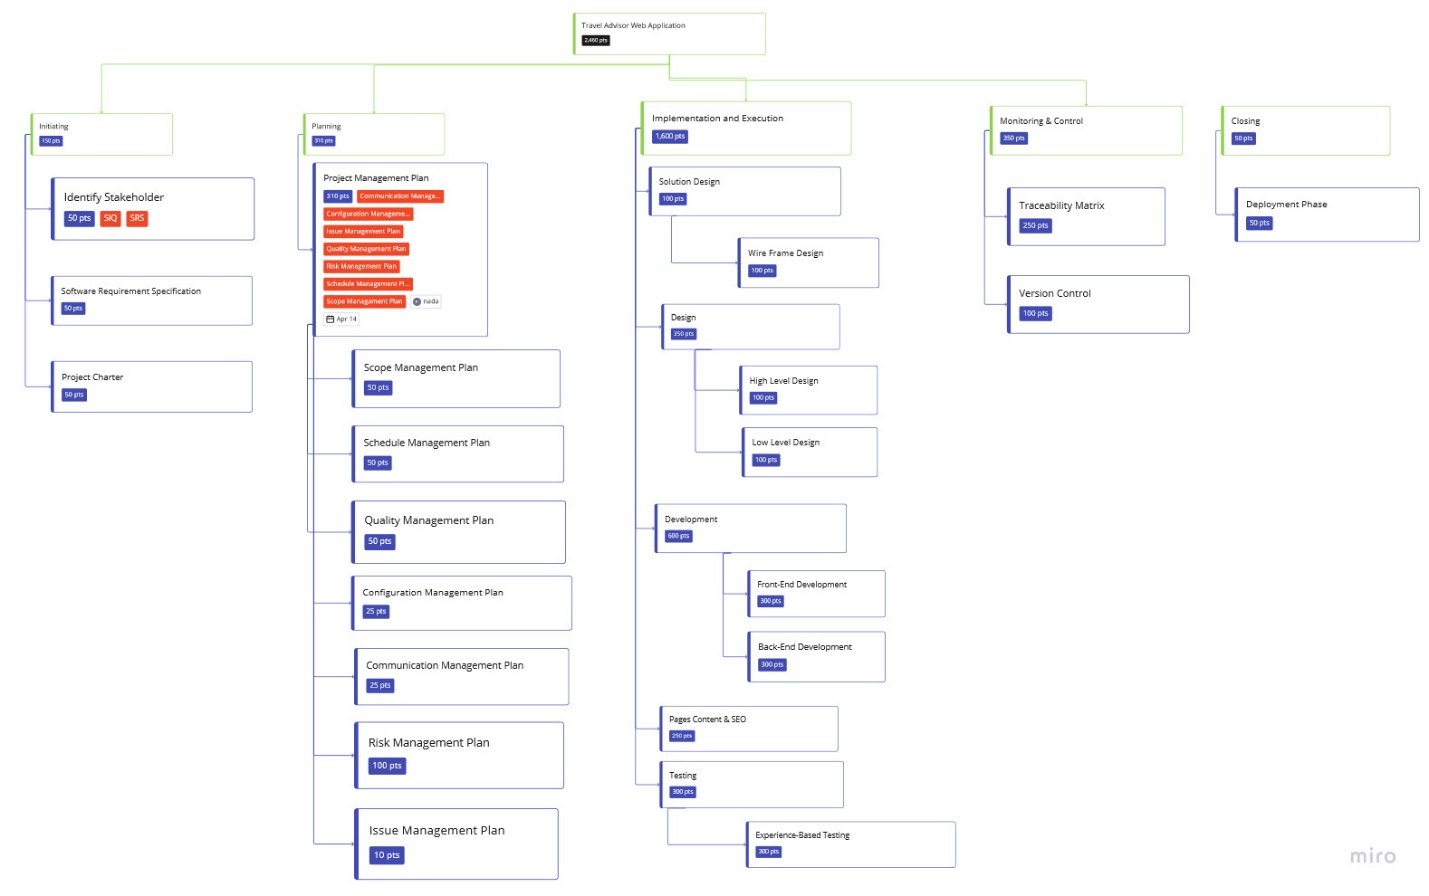 Travel Advisor Web Application
2,460 pts
Initiating
150 pts
Identify Stakeholder
50 pts SIQ SRS
Software Requirement Specification
50 pts
Project Charter
50 pts
Planning
310 pts
Project Management Plan
310 pts Communication Manage...
Configuration Manageme...
Issue Management Plan
Quality Management Plan
Risk Management Plan
Schedule Management Pl...
Scope Managament Plan nada
Apr 14
Scope Management Plan
50 pts
Schedule Management Plan
50 pts
Quality Management Plan
50 pts
Configuration Management Plan
25 pts
Communication Management Plan
25 pts
Risk Management Plan
100 pts
Issue Management Plan
10 pts
Implementation and Execution
1,600 pts
Solution Design
100 pts
Wire Frame Design
100 pts
Design
350 pts
High Level Design
100 pts
Low Level Design
100 pts
Development
600 pts
Front-End Development
300 pts
Back-End Development
300 pts
Pages Content & SEO
250 pts
Testing
300 pts
Experience-Based Testing
300 pts
Monitoring & Control
350 pts
Traceability Matrix
250 pts
Version Control
100 pts
Closing
50 pts
Deployment Phase
50 pts
miro